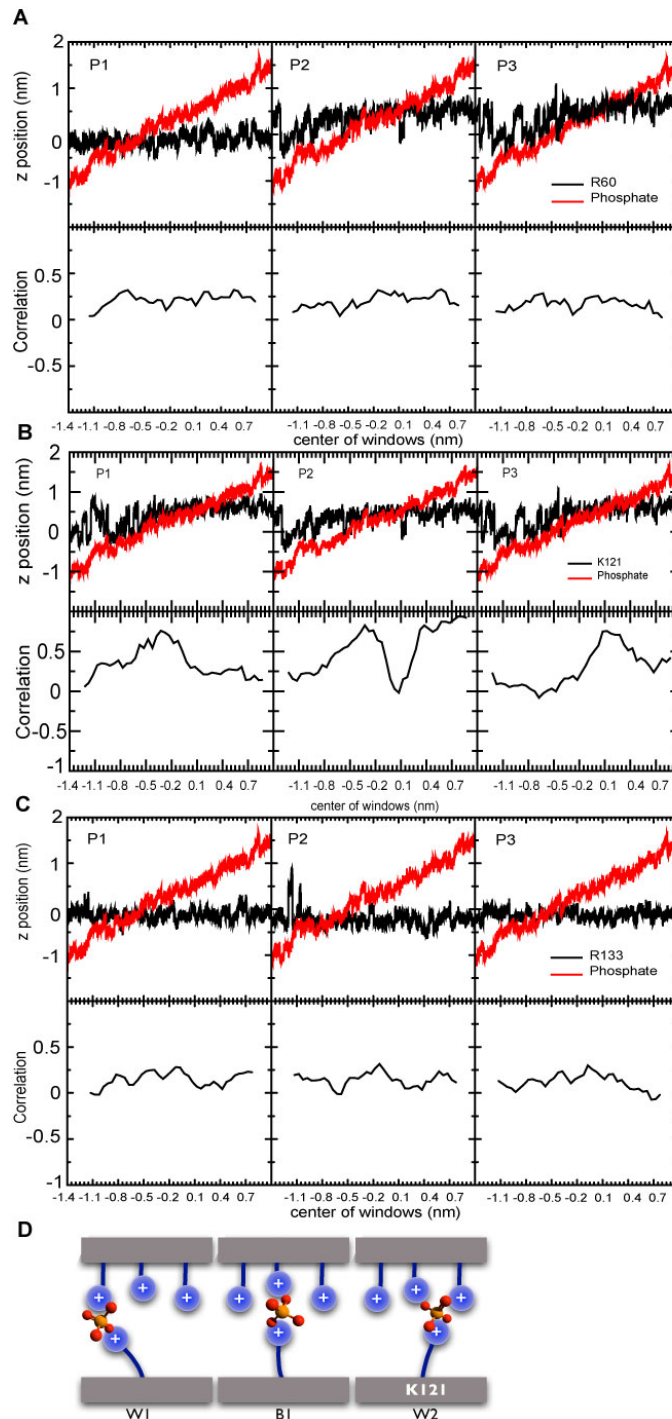 A
z position (nm)
2
1
0
-1
P1
P2
P3
R60
Phosphate
Correlation
0.5
0
-0.5
-1.4 -1.1 -0.8 -0.5 -0.2 0.1 0.4 0.7
-1.1 -0.8 -0.5 -0.2 0.1 0.4 0.7
-1.1 -0.8 -0.5 -0.2 0.1 0.4 0.7
center of windows (nm)
B
z position (nm)
2
1
0
-1
P1
P2
P3
K121
Phosphate
Correlation
0.5
0
-0.5
-1
-1.1 -0.8 -0.5 -0.2 0.1 0.4 0.7
-1.1 -0.8 -0.5 -0.2 0.1 0.4 0.7
-1.1 -0.8 -0.5 -0.2 0.1 0.4 0.7
center of windows (nm)
C
z position (nm)
2
1
0
-1
P1
P2
P3
R133
Phosphate
Correlation
0.5
0
-0.5
-1
-1.4 -1.1 -0.8 -0.5 -0.2 0.1 0.4 0.7
-1.1 -0.8 -0.5 -0.2 0.1 0.4 0.7
-1.1 -0.8 -0.5 -0.2 0.1 0.4 0.7
center of windows (nm)
D
+ + + + + + + + +
+ + +
K121
W1 B1 W2